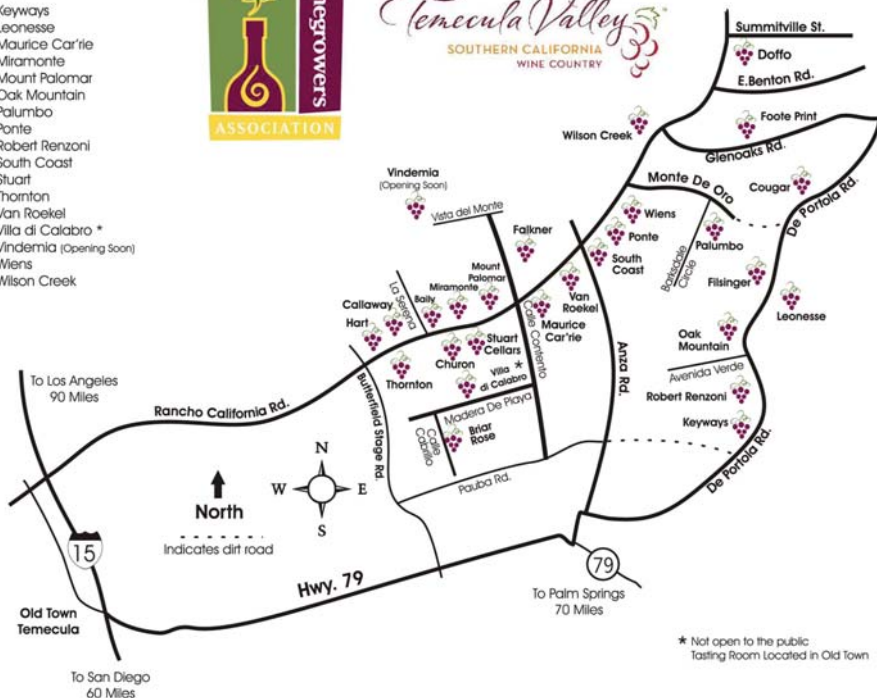 Keyways
Leonesse
Maurice Car'rie
Miramonte
Mount Palomar
Oak Mountain
Palumbo
Ponte
Robert Renzoni
South Coast
Stuart
Thornton
Van Roekel
Villa di Calabro *
Vindemia (Opening Soon)
Wiens
Wilson Creek
negrowers
ASSOCIATION
Temecula Valley
SOUTHERN CALIFORNIA
WINE COUNTRY
Summitville St.
Doffo
E.Benton Rd.
Foote Print
Wilson Creek
Glenoaks Rd.
Vindemia
(Opening Soon)
Monte De Oro
Cougar
De Portola Rd.
Vista del Monte
Wiens
Falkner
Ponte
Palumbo
South
Coast
Barksdale
Circle
Filsinger
Mount
Palomar
Miramonte
La Serena
Baily
Van
Roekel
Leonesse
Callaway
Hart
Maurice
Car'rie
Calle Contento
Stuart
Cellars
Churon
Oak
Mountain
Anza Rd.
Thornton
Villa *
di Calabro
Avenida Verde
To Los Angeles
90 Miles
Rancho California Rd.
Butterfield Stage Rd.
Madera De Playa
Robert Renzoni
Calle
Cabrillo
Briar
Rose
Keyways
De Portola Rd.
N
W
E
S
North
Pauba Rd.
Indicates dirt road
15
Hwy. 79
79
To Palm Springs
70 Miles
Old Town
Temecula
To San Diego
60 Miles
* Not open to the public
Tasting Room Located in Old Town